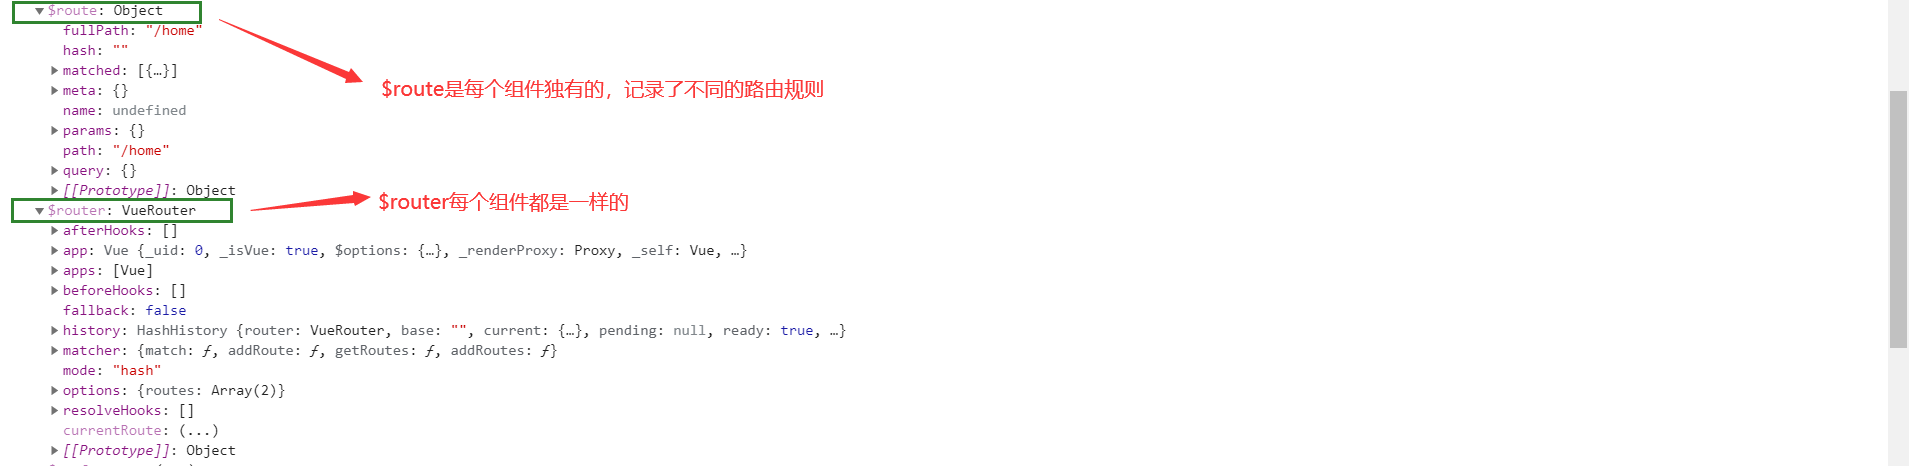 $route: Object
fullPath: "/home"
hash: ""
matched: [{…}]
meta: {}
$route是每个组件独有的，记录了不同的路由规则
name: undefined
params: {}
path: "/home"
query: {}
[[Prototype]]: Object
$router每个组件都是一样的
$router: VueRouter
afterHooks: []
app: Vue {_uid: 0, _isVue: true, $options: {…}, _renderProxy: Proxy, _self: Vue, …}
apps: [Vue]
beforeHooks: []
fallback: false
history: HashHistory {router: VueRouter, base: "", current: {…}, pending: null, ready: true, …}
matcher: {match: ƒ, addRoute: ƒ, getRoutes: ƒ, addRoutes: ƒ}
mode: "hash"
options: {routes: Array(2)}
resolveHooks: []
currentRoute: (...)
[[Prototype]]: Object